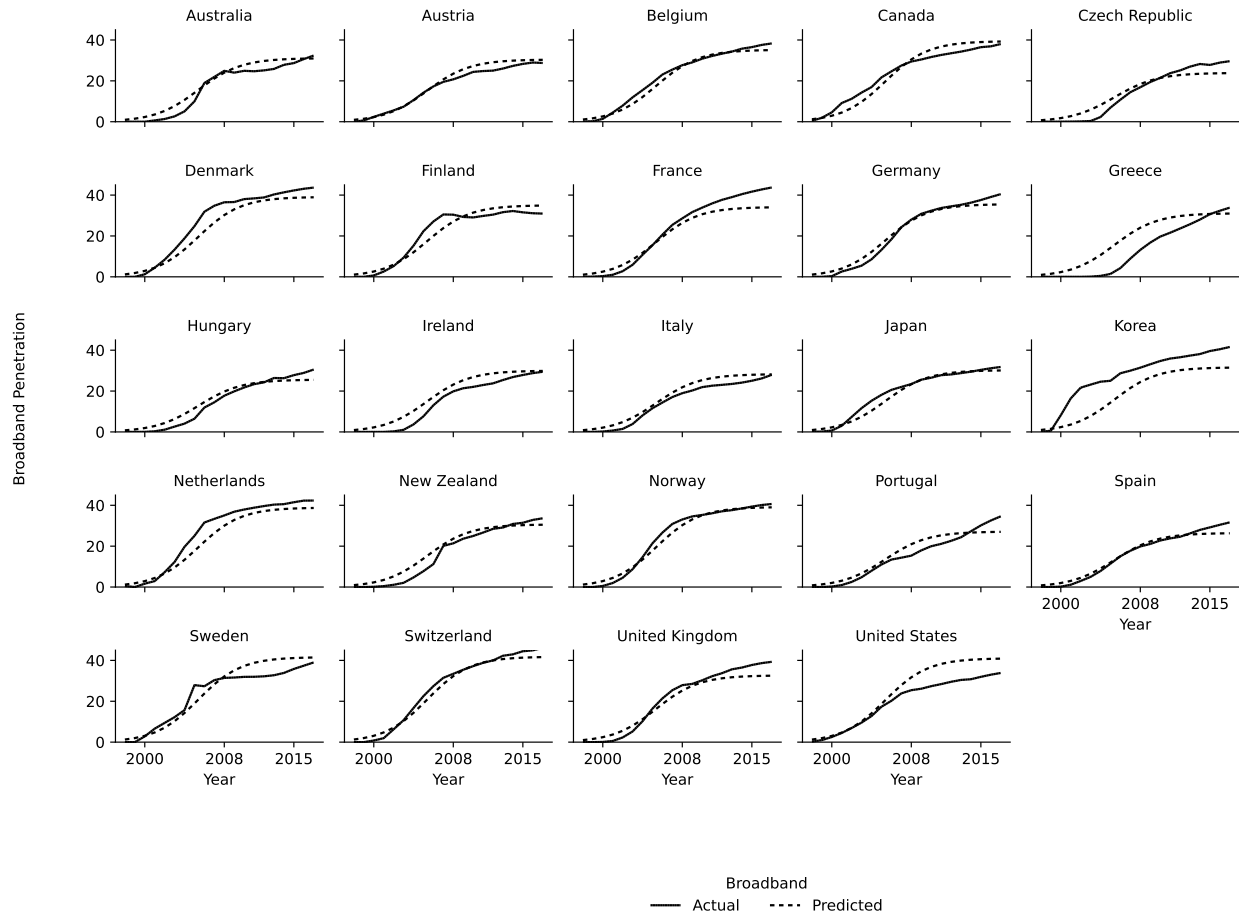 Australia Austria Belgium Canada Czech Republic
40
20
0
2000 2008 2015
Denmark Finland France Germany Greece
40
20
0
Broadband Penetration
Hungary Ireland Italy Japan Korea
40
20
0
Netherlands New Zealand Norway Portugal Spain
40
20
0
2000 2008 2015
Year
Sweden Switzerland United Kingdom United States
40
20
0
2000 2008 2015 2000 2008 2015 2000 2008 2015 2000 2008 2015
Year Year Year Year
Broadband
Actual Predicted